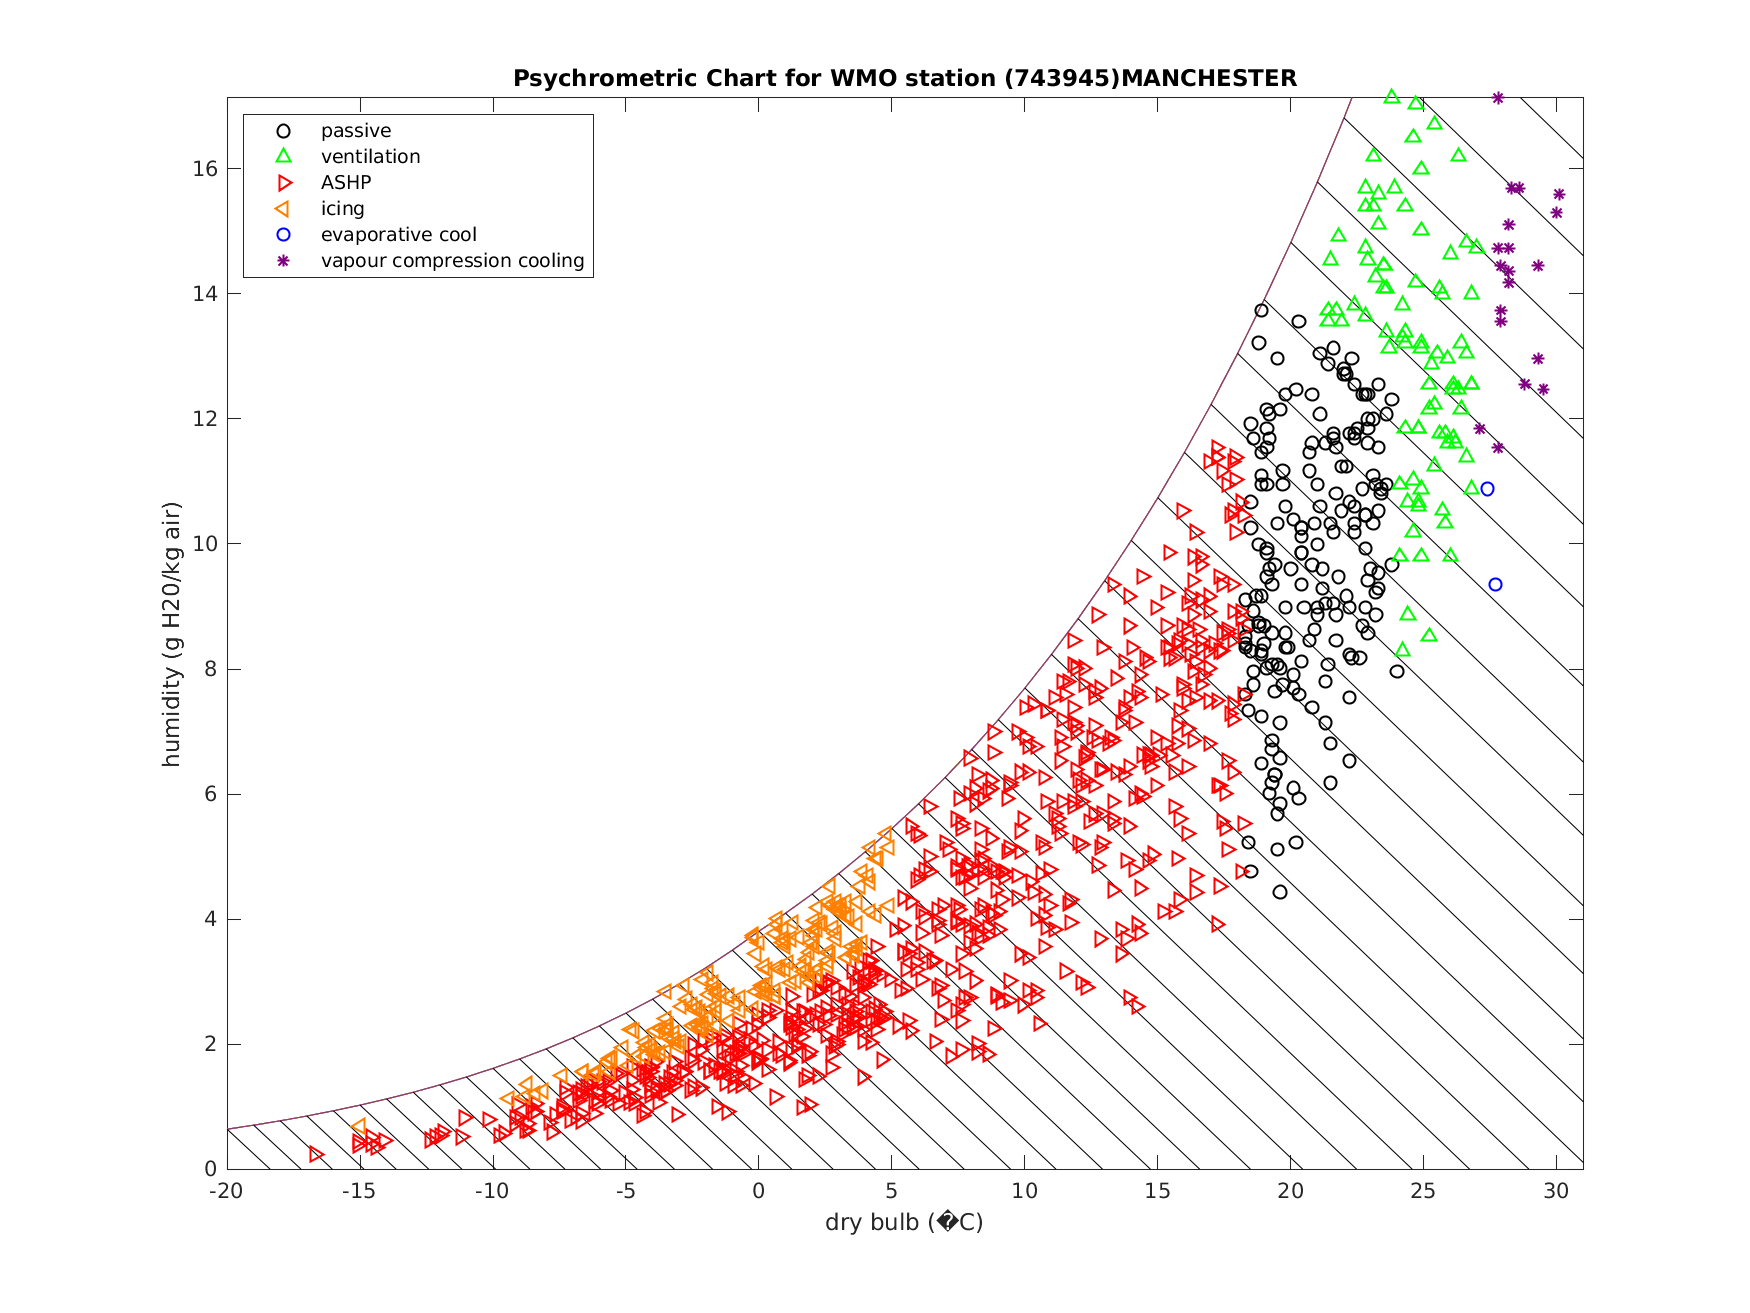 Psychrometric Chart for WMO station (743945)MANCHESTER
passive
ventilation
ASHP
icing
evaporative cool
vapour compression cooling
humidity (g H20/kg air)
16
14
12
10
8
6
4
2
0
-20 -15 -10 -5 0 5 10 15 20 25 30
dry bulb (�C)